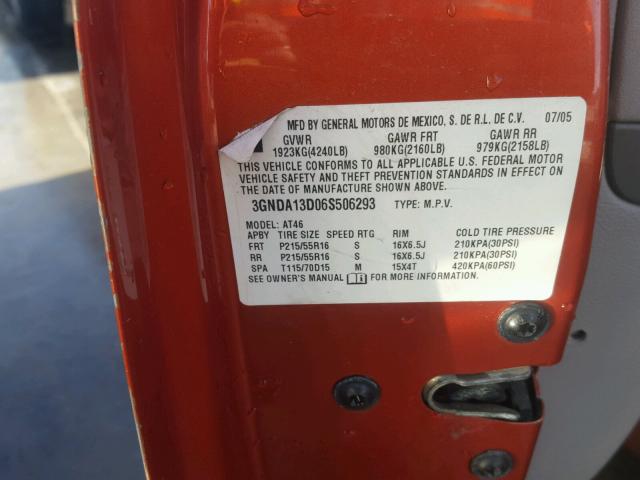 MFD BY GENERAL MOTORS DE MEXICO, S. DE R.L. DE C.V. 07/05
GVWR GAWR FRT GAWR RR
1923KG(4240LB) 980KG(2160LB) 979KG(2158LB)
THIS VEHICLE CONFORMS TO ALL APPLICABLE U.S. FEDERAL MOTOR
VEHICLE SAFETY AND THEFT PREVENTION STANDARDS IN EFFECT ON
THE DATE OF MANUFACTURE SHOWN ABOVE.
3GNDA13D06S506293 TYPE: M.P.V.
MODEL: AT46
APBY TIRE SIZE SPEED RTG RIM COLD TIRE PRESSURE
FRT P215/55R16 S 16X6.5J 210KPA(30PSI)
RR P215/55R16 S 16X6.5J 210KPA(30PSI)
SPA T115/70D15 M 15X4T 420KPA(60PSI)
SEE OWNER'S MANUAL FOR MORE INFORMATION.